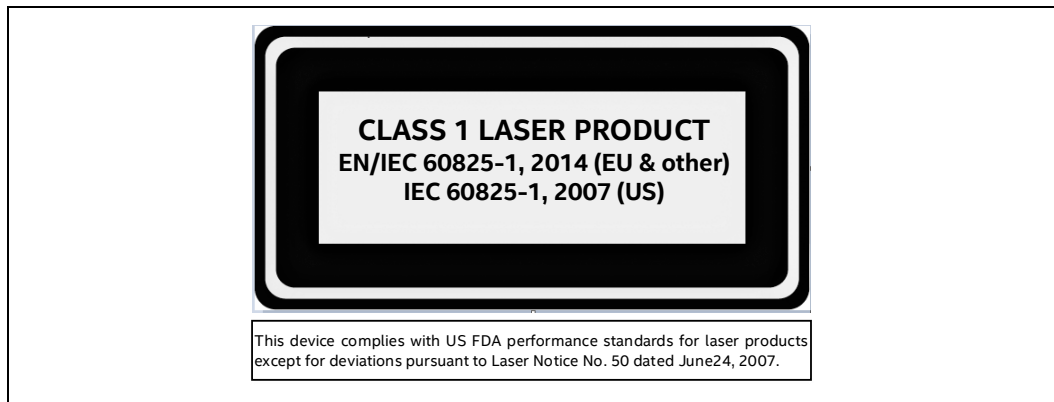 CLASS 1 LASER PRODUCT
EN/IEC 60825-1, 2014 (EU & other)
IEC 60825-1, 2007 (US)
This device complies with US FDA performance standards for laser products
except for deviations pursuant to Laser Notice No. 50 dated June24, 2007.